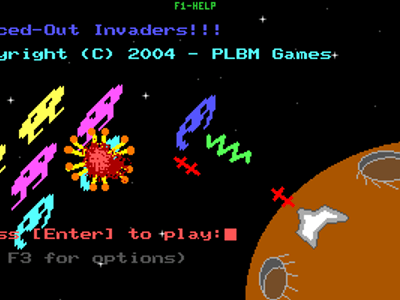 F1-HELP
ced-Out Invaders!!!
yright (C) 2004 - PLBM Games
ss [Enter] to play:
F3 for options)